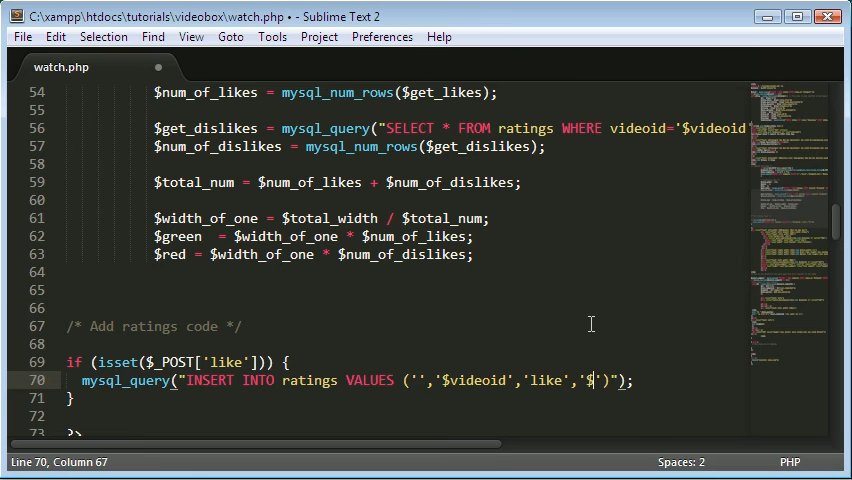 C:\xampp\htdocs\tutorials\videobox\watch.php • - Sublime Text 2
File Edit Selection Find View Goto Tools Project Preferences Help
watch.php
54 $num_of_likes = mysql_num_rows($get_likes);
55
56 $get_dislikes = mysql_query("SELECT * FROM ratings WHERE videoid='$videoid
57 $num_of_dislikes = mysql_num_rows($get_dislikes);
58
59 $total_num = $num_of_likes + $num_of_dislikes;
60
61 $width_of_one = $total_width / $total_num;
62 $green  = $width_of_one * $num_of_likes;
63 $red = $width_of_one * $num_of_dislikes;
64
65
66
67 /* Add ratings code */
68
69 if (isset($_POST['like'])) {
70 mysql_query("INSERT INTO ratings VALUES ('','$videoid','like','$')");
71 }
72
73 ?>
Line 70, Column 67 Spaces: 2 PHP